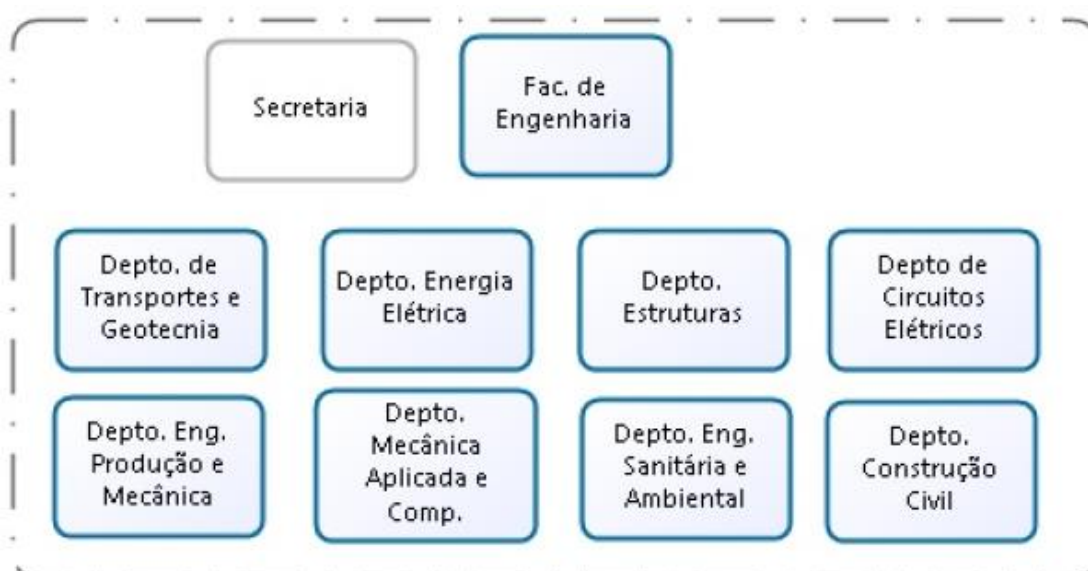 Secretaria
Fac. de
Engenharia
Depto. de
Transportes e
Geotecnia
Depto. Energia
Elétrica
Depto.
Estruturas
Depto de
Circuitos
Elétricos
Depto. Eng.
Produção e
Mecânica
Depto.
Mecânica
Aplicada e
Comp.
Depto. Eng.
Sanitária e
Ambiental
Depto.
Construção
Civil